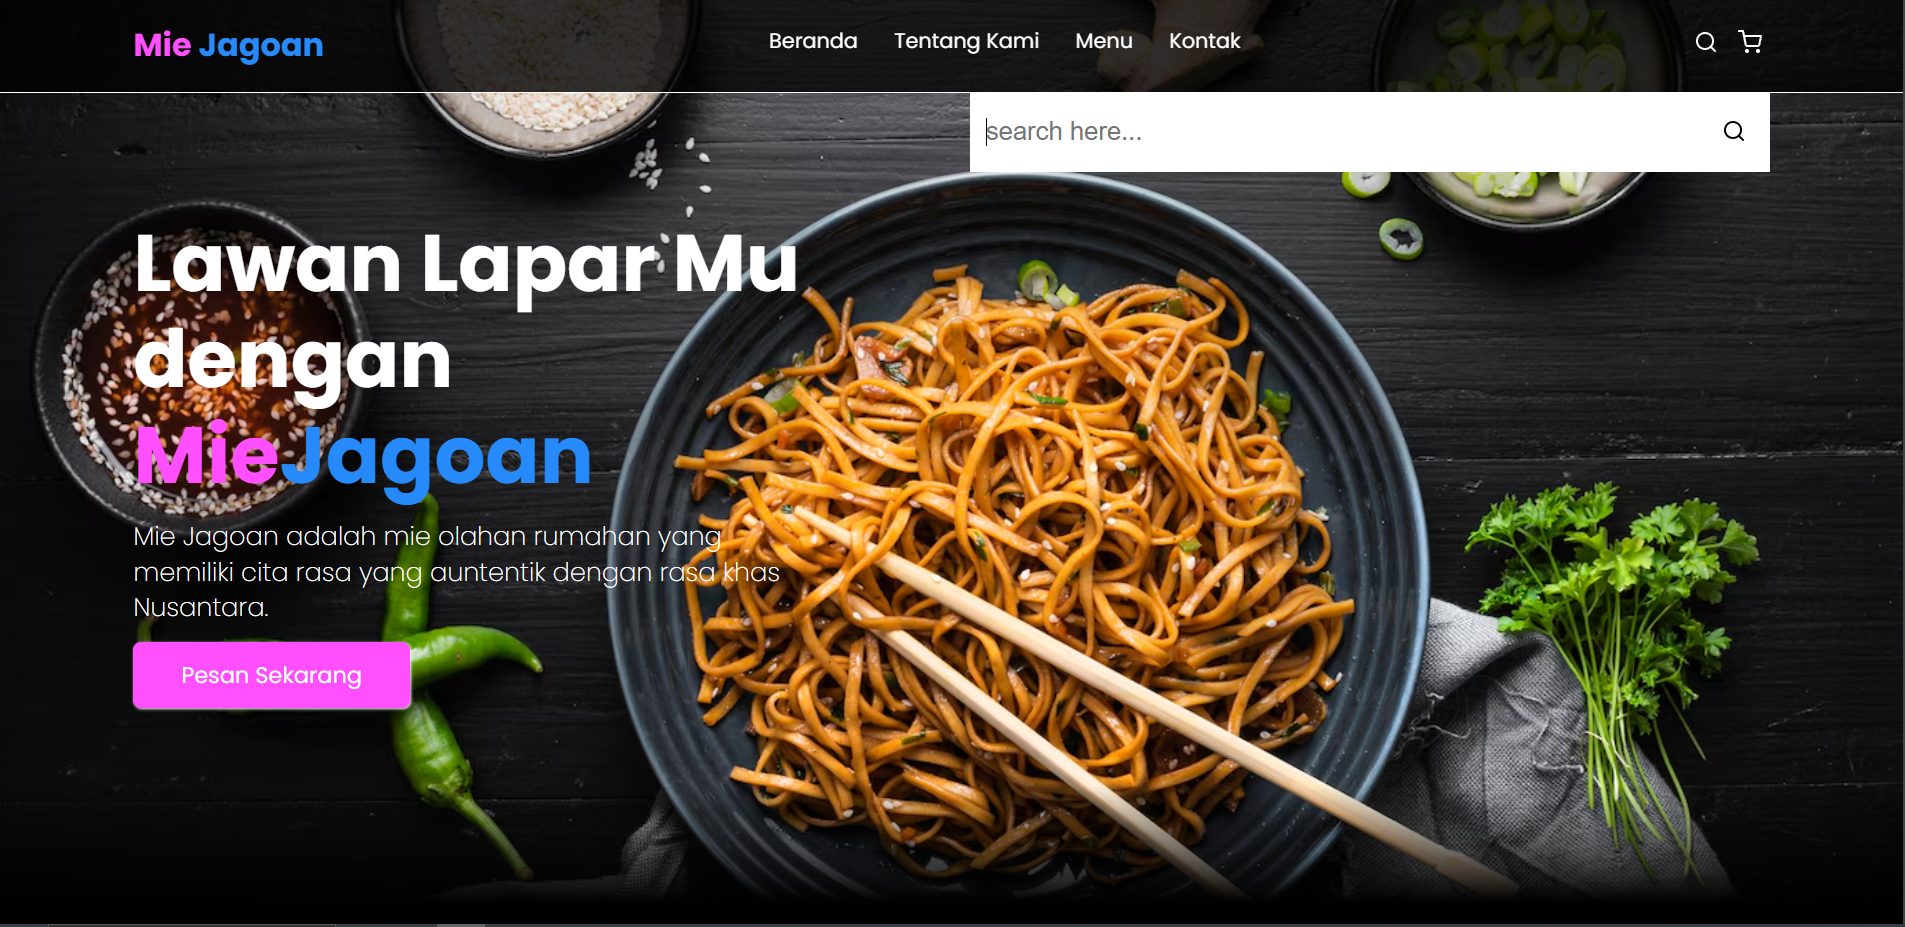 Mie Jagoan
Beranda Tentang Kami Menu Kontak
search here...
Lawan Lapar Mu
dengan
MieJagoan
Mie Jagoan adalah mie olahan rumahan yang
memiliki cita rasa yang auntentik dengan rasa khas
Nusantara.
Pesan Sekarang